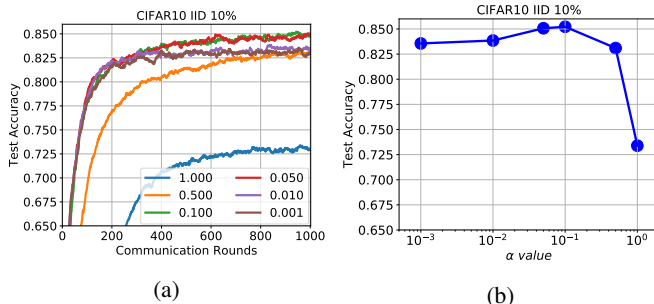 CIFAR10 IID 10%
Test Accuracy
0.850
0.825
0.800
0.775
0.750
0.725
0.700
0.675
0.650
1.000
0.500
0.100
0.050
0.010
0.001
0 200 400 600 800 1000
Communication Rounds
(a)
CIFAR10 IID 10%
Test Accuracy
0.850
0.825
0.800
0.775
0.750
0.725
0.700
0.675
0.650
10⁻³ 10⁻² 10⁻¹ 10⁰
α value
(b)